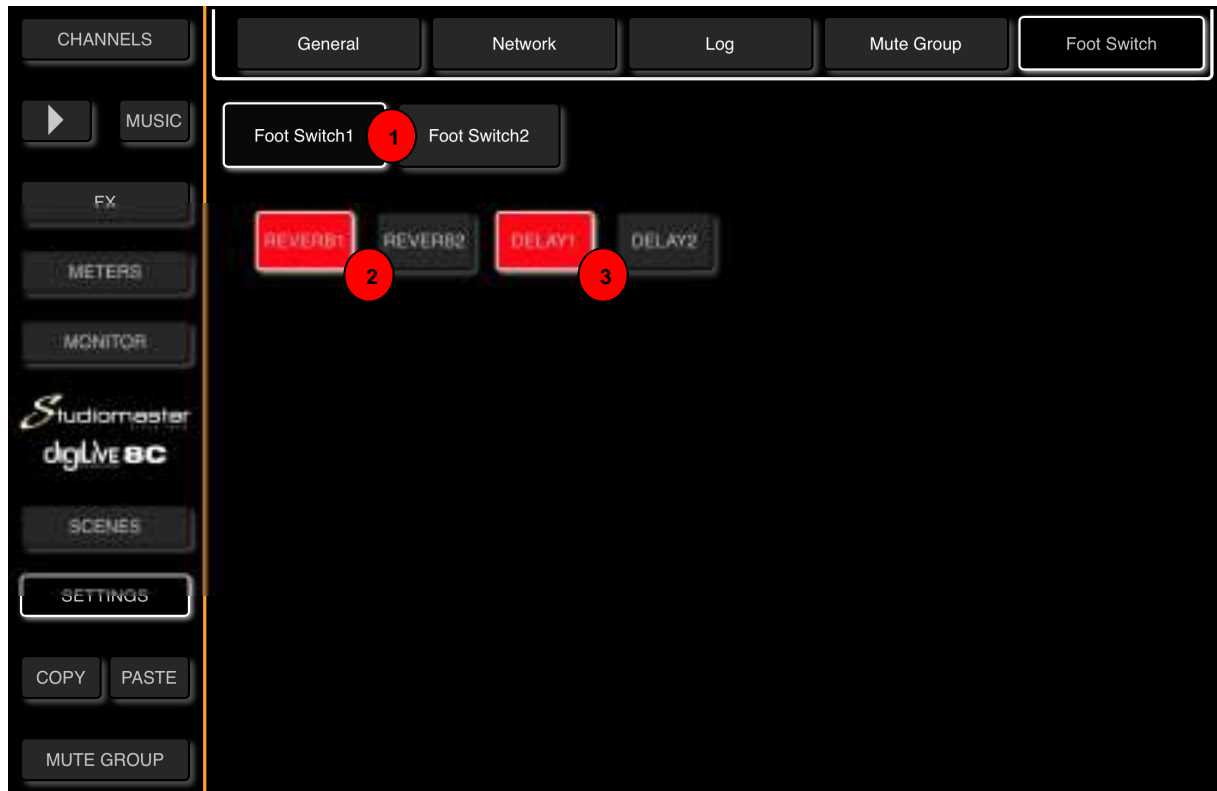 CHANNELS
General Network Log Mute Group Foot Switch
MUSIC
Foot Switch1 1 Foot Switch2
FX
REVERB1 REVERB2 DELAY1 DELAY2
METERS
2 3
MONITOR
Studiomaster
digiLiVE 8C
SCENES
SETTINGS
COPY PASTE
MUTE GROUP